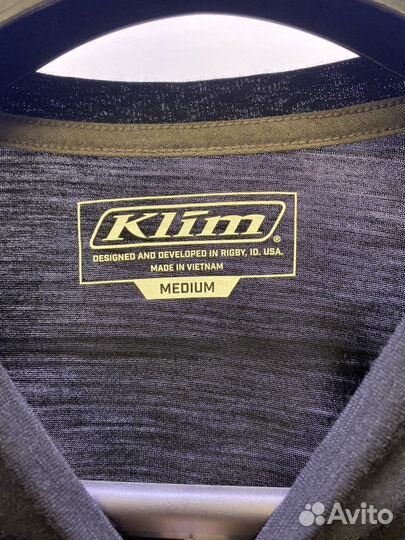 Klim®
DESIGNED AND DEVELOPED IN RIGBY, ID. USA.
MADE IN VIETNAM
MEDIUM
Avito